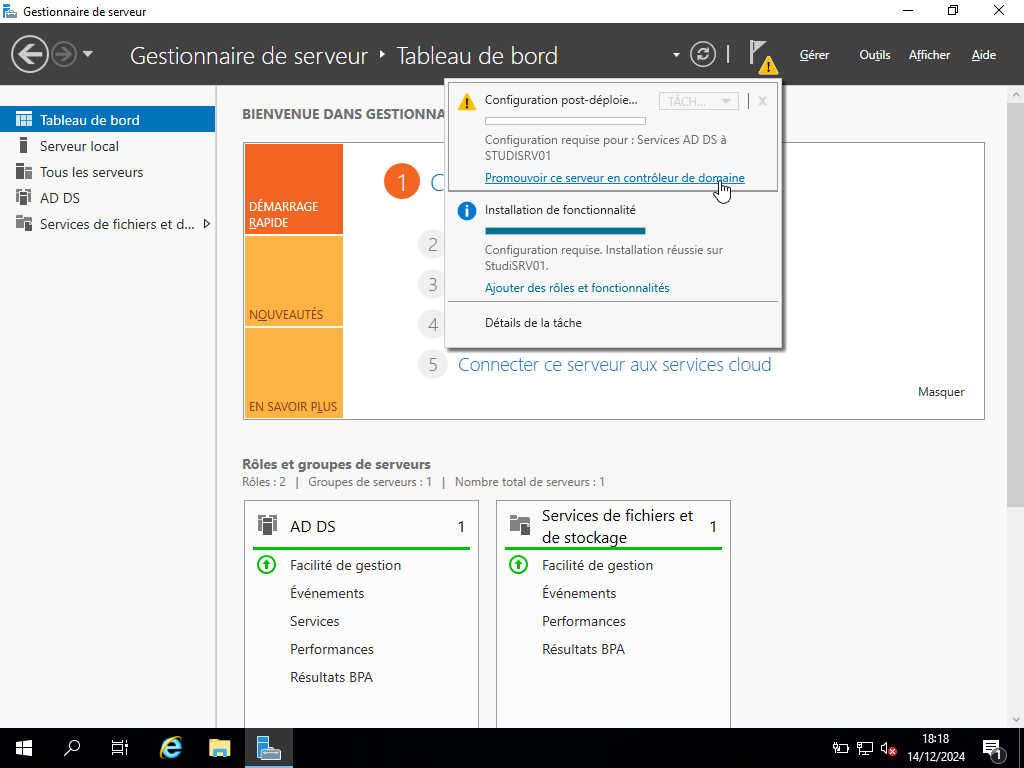 Gestionnaire de serveur
Gestionnaire de serveur ‣ Tableau de bord
Gérer
Outils
Afficher
Aide
Tableau de bord
Serveur local
Tous les serveurs
AD DS
Services de fichiers et d...
BIENVENUE DANS GESTIONNA
DÉMARRAGE
RAPIDE
NOUVEAUTÉS
EN SAVOIR PLUS
1
C
2
3
4
5 Connecter ce serveur aux services cloud
Masquer
Configuration post-déploie...
TÂCH...
X
Configuration requise pour : Services AD DS à
STUDISRV01
Promouvoir ce serveur en contrôleur de domaine
Installation de fonctionnalité
Configuration requise. Installation réussie sur
StudiSRV01.
Ajouter des rôles et fonctionnalités
Détails de la tâche
Rôles et groupes de serveurs
Rôles : 2 | Groupes de serveurs : 1 | Nombre total de serveurs : 1
AD DS 1
Facilité de gestion
Événements
Services
Performances
Résultats BPA
Services de fichiers et
de stockage 1
Facilité de gestion
Événements
Performances
Résultats BPA
18:18
14/12/2024
1